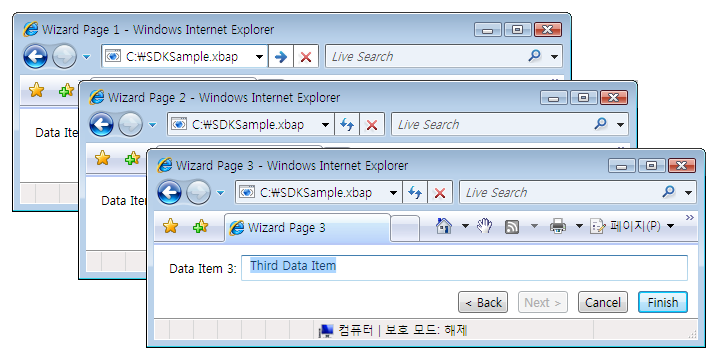 Wizard Page 1 - Windows Internet Explorer
C:₩SDKSample.xbap
Live Search
Data Ite
Wizard Page 2 - Windows Internet Explorer
C:₩SDKSample.xbap
Live Search
Data Iter
Wizard Page 3 - Windows Internet Explorer
C:₩SDKSample.xbap
Live Search
Wizard Page 3
페이지(P)
Data Item 3: Third Data Item
< Back Next > Cancel Finish
컴퓨터 | 보호 모드: 해제